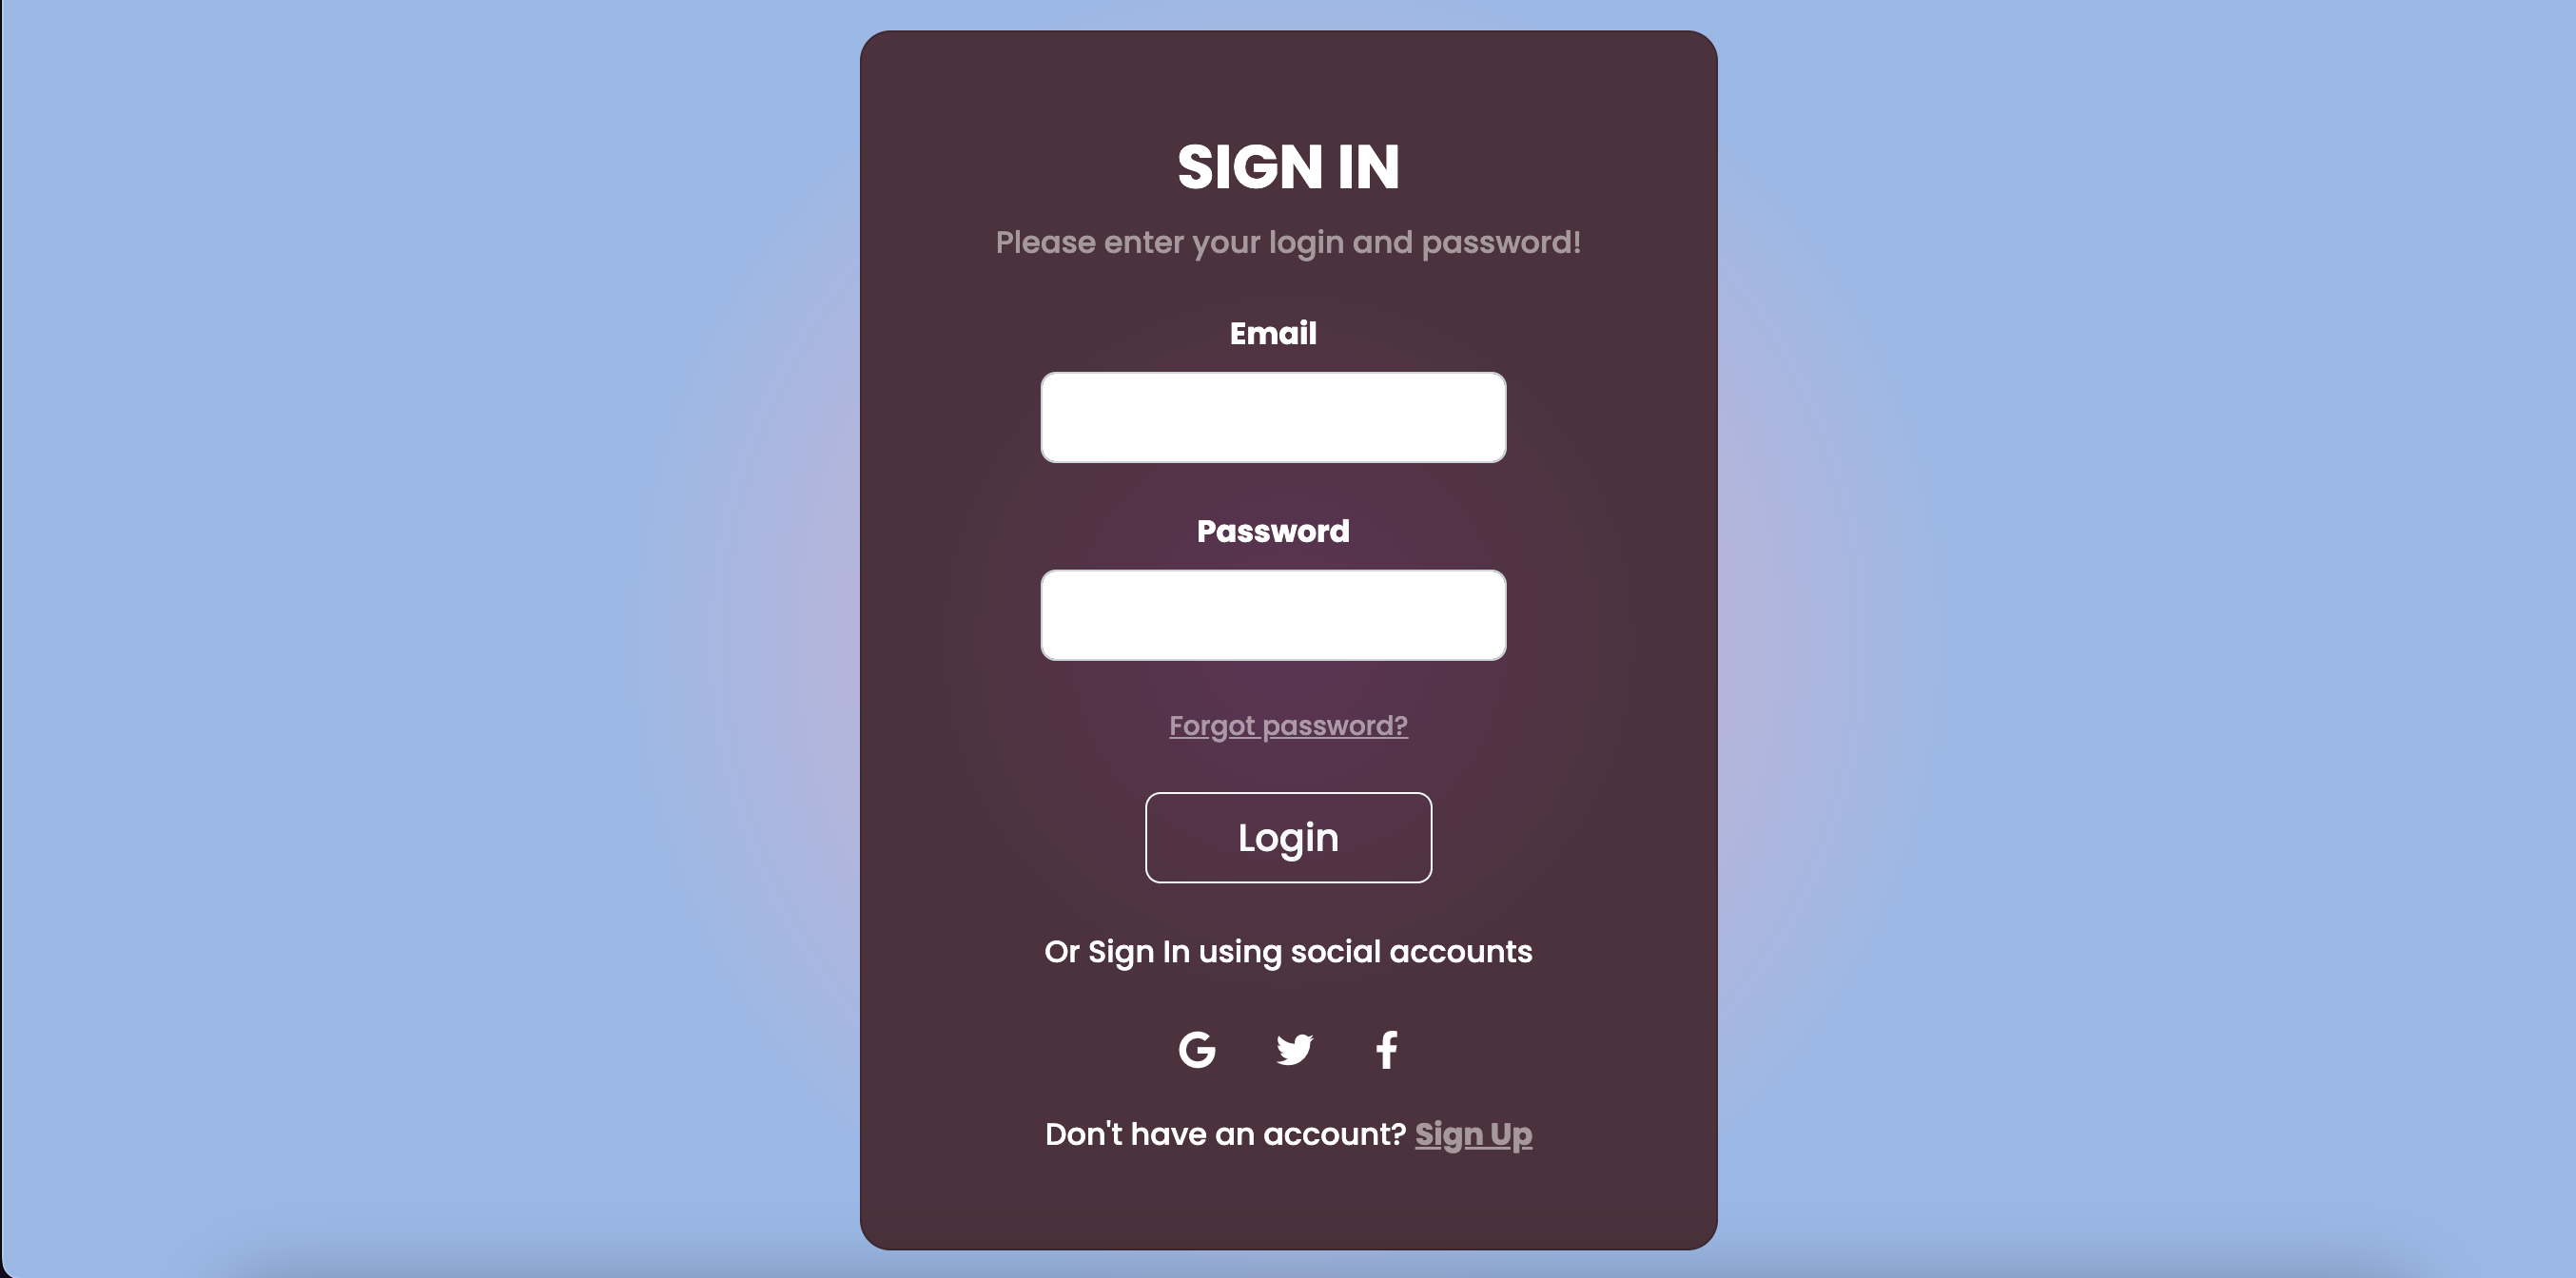 SIGN IN
Please enter your login and password!
Email
Password
Forgot password?
Login
Or Sign In using social accounts
Don't have an account? Sign Up